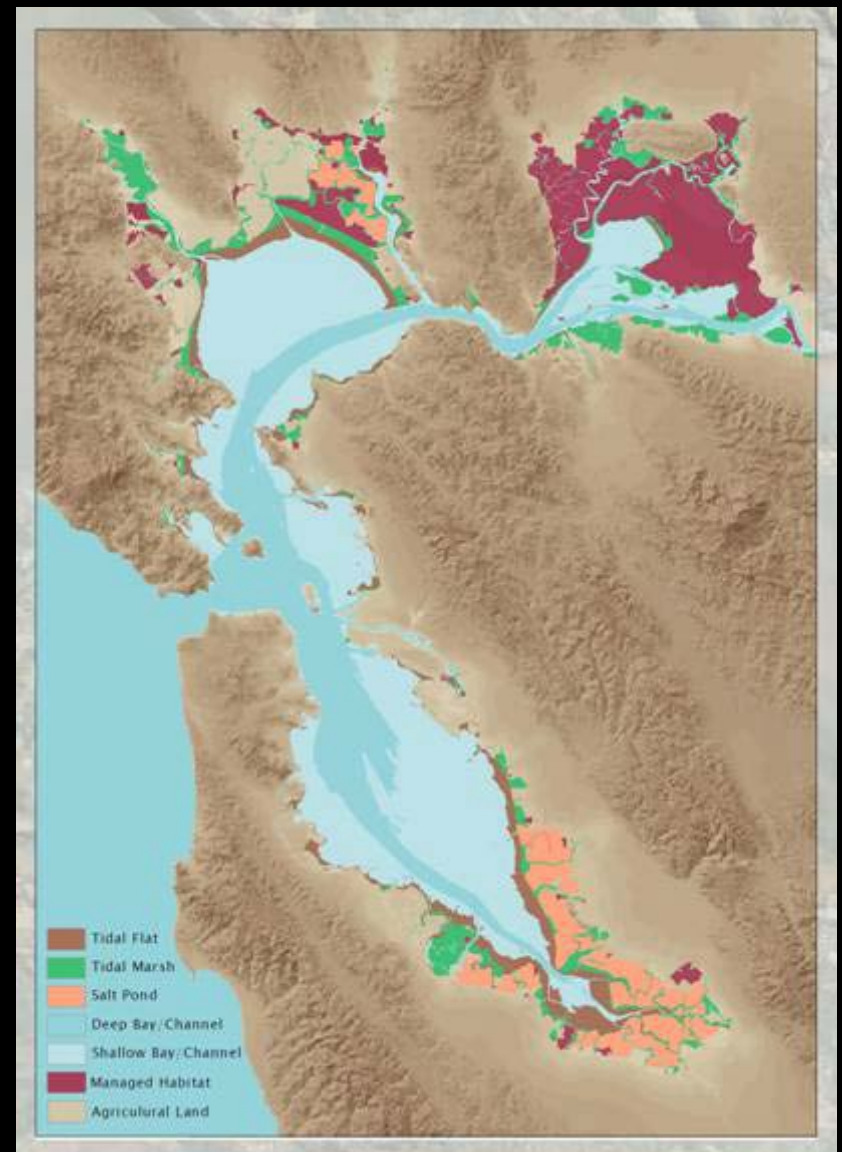 Tidal Flat
Tidal Marsh
Salt Pond
Deep Bay/Channel
Shallow Bay/Channel
Managed Habitat
Agriculural Land